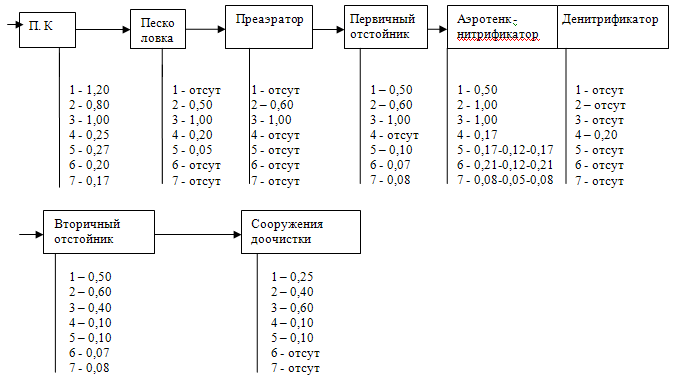 П. К
Песко
ловка
Преаэратор
Первичный
отстойник
Аэротенк-
нитрификатор
Денитрификатор
1 - 1,20
2 - 0,80
3 - 1,00
4 - 0,25
5 - 0,27
6 - 0,20
7 - 0,17
1 - отсут
2 - 0,50
3 - 1,00
4 - 0,20
5 - 0,05
6 - отсут
7 - отсут
1 - отсут
2 – 0,60
3 - 1,00
4 - отсут
5 - отсут
6 - отсут
7 - отсут
1 – 0,50
2 – 0,60
3 - 1,00
4 - отсут
5 – 0,10
6 - 0,07
7 - 0,08
1 - 0,50
2 - 1,00
3 - 1,00
4 - 0,17
5 - 0,17-0,12-0,17
6 - 0,21-0,12-0,21
7 - 0,08-0,05-0,08
1 - отсут
2 – отсут
3 - отсут
4 – 0,20
5 - отсут
6 - отсут
7 - отсут
Вторичный
отстойник
Сооружения
доочистки
1 – 0,50
2 – 0,60
3 – 0,40
4 – 0,10
5 – 0,10
6 - 0,07
7 - 0,08
1 – 0,25
2 – 0,40
3 – 0,60
4 – 0,10
5 – 0,10
6 - отсут
7 - отсут